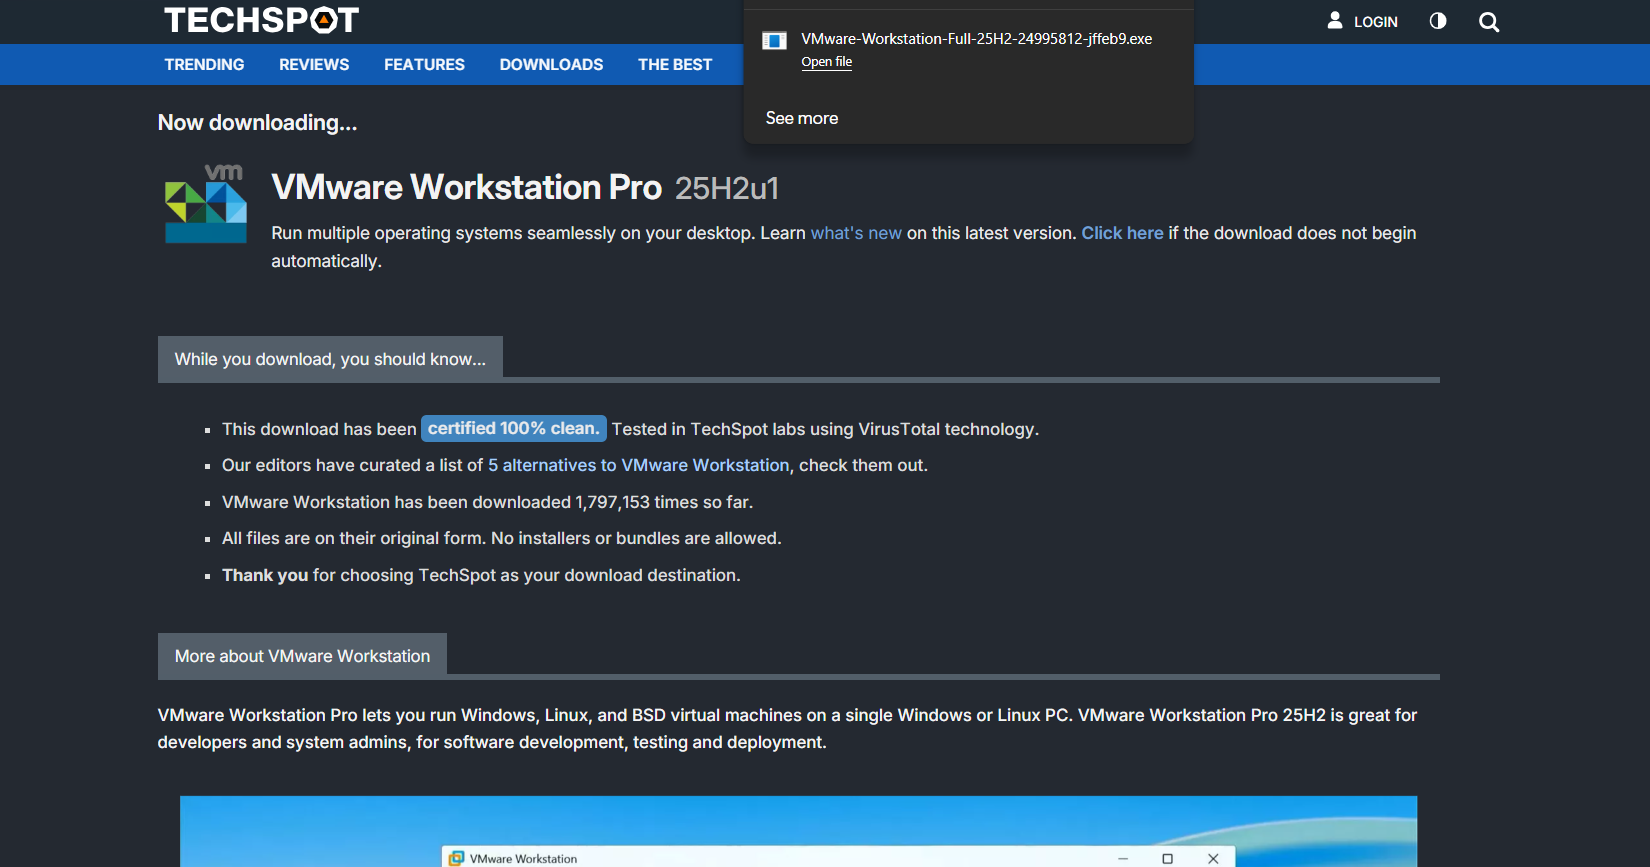 TECHSPOT
LOGIN
TRENDING
REVIEWS
FEATURES
DOWNLOADS
THE BEST
VMware-Workstation-Full-25H2-24995812-jffeb9.exe
Open file
See more
Now downloading...
vm
VMware Workstation Pro 25H2u1
Run multiple operating systems seamlessly on your desktop. Learn what's new on this latest version. Click here if the download does not begin
automatically.
While you download, you should know...
This download has been certified 100% clean. Tested in TechSpot labs using VirusTotal technology.
Our editors have curated a list of 5 alternatives to VMware Workstation, check them out.
VMware Workstation has been downloaded 1,797,153 times so far.
All files are on their original form. No installers or bundles are allowed.
Thank you for choosing TechSpot as your download destination.
More about VMware Workstation
VMware Workstation Pro lets you run Windows, Linux, and BSD virtual machines on a single Windows or Linux PC. VMware Workstation Pro 25H2 is great for
developers and system admins, for software development, testing and deployment.
VMware Workstation